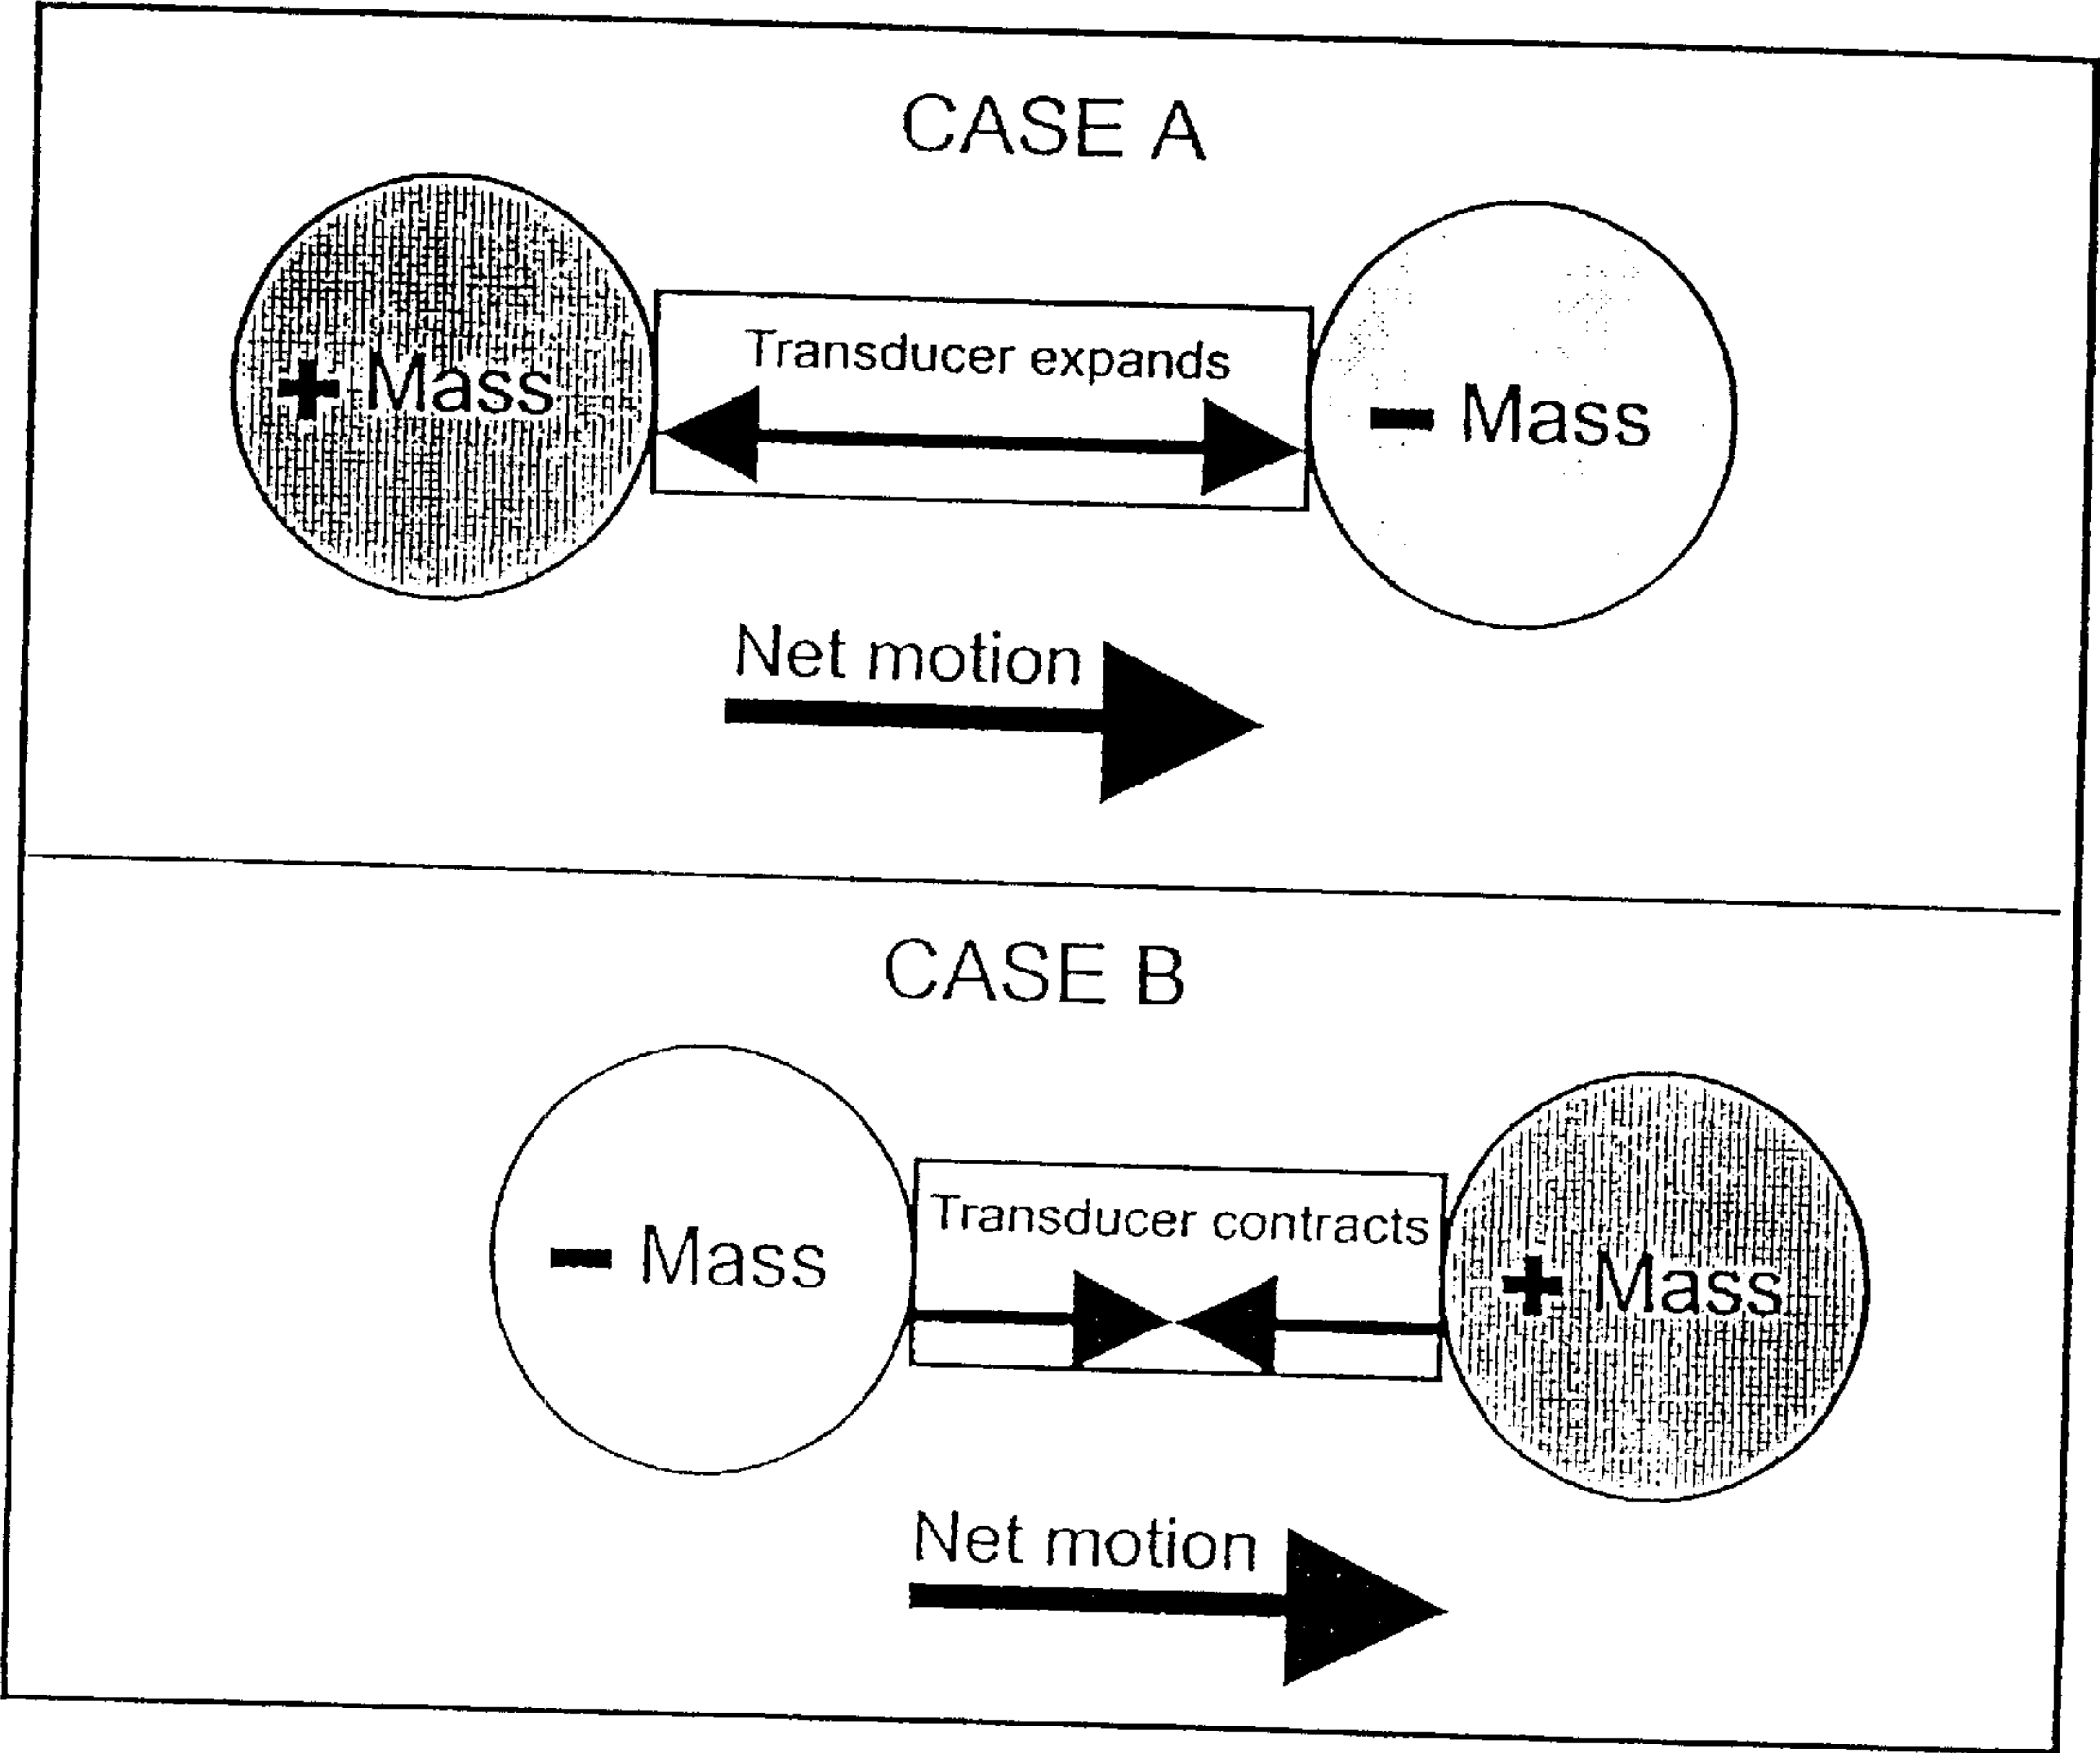 CASE A
Transducer expands
+ Mass
- Mass
Net motion
CASE B
Transducer contracts
- Mass
+ Mass
Net motion